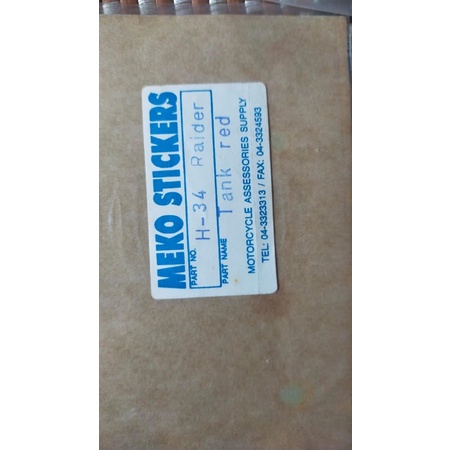 MEKO STICKERS
PART NO. H-34 Raider
PART NAME Tank red
MOTORCYCLE ASSESSORIES SUPPLY
TEL: 04-3323313 / FAX: 04-3324593